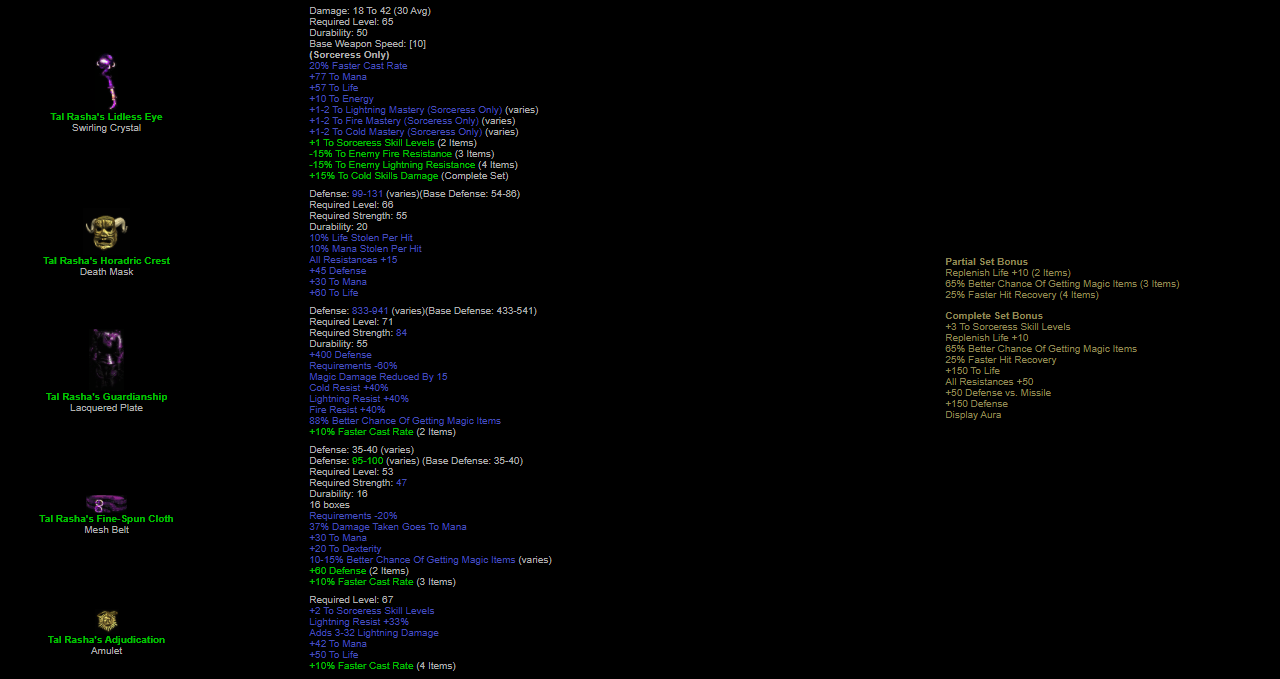 Tal Rasha's Lidless Eye
Swirling Crystal
Damage: 18 To 42 (30 Avg)
Required Level: 65
Durability: 50
Base Weapon Speed: [10]
(Sorceress Only)
20% Faster Cast Rate
+77 To Mana
+57 To Life
+10 To Energy
+1-2 To Lightning Mastery (Sorceress Only) (varies)
+1-2 To Fire Mastery (Sorceress Only) (varies)
+1-2 To Cold Mastery (Sorceress Only) (varies)
+1 To Sorceress Skill Levels (2 Items)
-15% To Enemy Fire Resistance (3 Items)
-15% To Enemy Lightning Resistance (4 Items)
+15% To Cold Skills Damage (Complete Set)
Tal Rasha's Horadric Crest
Death Mask
Defense: 99-131 (varies)(Base Defense: 54-86)
Required Level: 66
Required Strength: 55
Durability: 20
10% Life Stolen Per Hit
10% Mana Stolen Per Hit
All Resistances +15
+45 Defense
+30 To Mana
+60 To Life
Tal Rasha's Guardianship
Lacquered Plate
Defense: 833-941 (varies)(Base Defense: 433-541)
Required Level: 71
Required Strength: 84
Durability: 55
+400 Defense
Requirements -60%
Magic Damage Reduced By 15
Cold Resist +40%
Lightning Resist +40%
Fire Resist +40%
88% Better Chance Of Getting Magic Items
+10% Faster Cast Rate (2 Items)
Tal Rasha's Fine-Spun Cloth
Mesh Belt
Defense: 35-40 (varies)
Defense: 95-100 (varies) (Base Defense: 35-40)
Required Level: 53
Required Strength: 47
Durability: 16
16 boxes
Requirements -20%
37% Damage Taken Goes To Mana
+30 To Mana
+20 To Dexterity
10-15% Better Chance Of Getting Magic Items (varies)
+60 Defense (2 Items)
+10% Faster Cast Rate (3 Items)
Tal Rasha's Adjudication
Amulet
Required Level: 67
+2 To Sorceress Skill Levels
Lightning Resist +33%
Adds 3-32 Lightning Damage
+42 To Mana
+50 To Life
+10% Faster Cast Rate (4 Items)
Partial Set Bonus
Replenish Life +10 (2 Items)
65% Better Chance Of Getting Magic Items (3 Items)
25% Faster Hit Recovery (4 Items)
Complete Set Bonus
+3 To Sorceress Skill Levels
Replenish Life +10
65% Better Chance Of Getting Magic Items
25% Faster Hit Recovery
+150 To Life
All Resistances +50
+50 Defense vs. Missile
+150 Defense
Display Aura